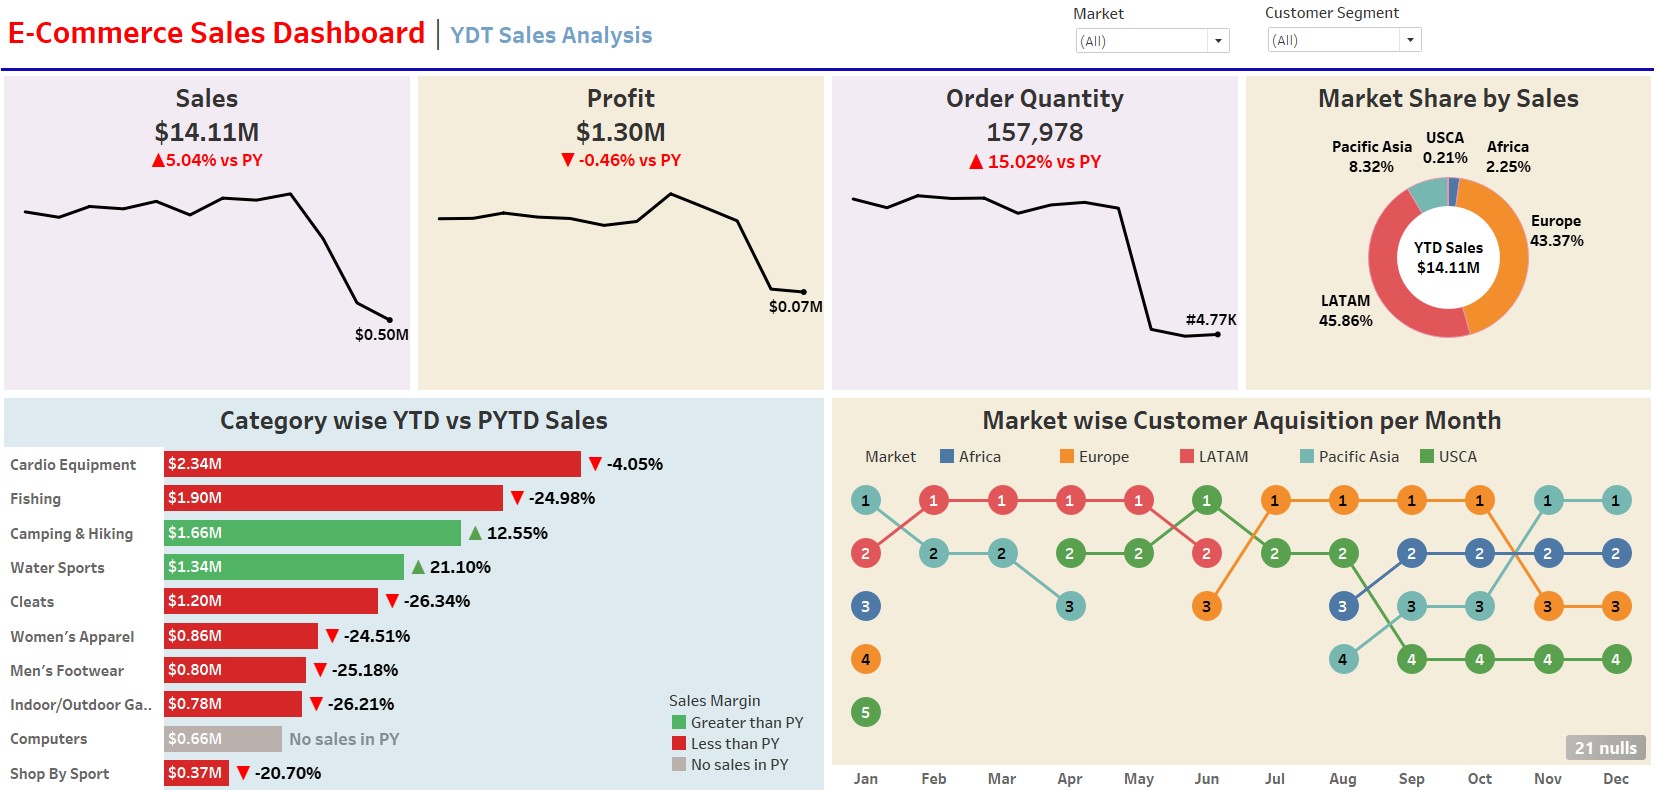 E-Commerce Sales Dashboard | YDT Sales Analysis
Market
(All)
Customer Segment
(All)
Sales
$14.11M
▲5.04% vs PY
$0.50M
Profit
$1.30M
▼ -0.46% vs PY
$0.07M
Order Quantity
157,978
▲ 15.02% vs PY
#4.77K
Market Share by Sales
Pacific Asia
8.32%
USCA
0.21%
Africa
2.25%
Europe
43.37%
LATAM
45.86%
YTD Sales
$14.11M
Category wise YTD vs PYTD Sales
Cardio Equipment $2.34M ▼ -4.05%
Fishing $1.90M ▼ -24.98%
Camping & Hiking $1.66M ▲ 12.55%
Water Sports $1.34M ▲ 21.10%
Cleats $1.20M ▼ -26.34%
Women's Apparel $0.86M ▼ -24.51%
Men's Footwear $0.80M ▼ -25.18%
Indoor/Outdoor Ga.. $0.78M ▼ -26.21%
Computers $0.66M No sales in PY
Shop By Sport $0.37M ▼ -20.70%
Sales Margin
Greater than PY
Less than PY
No sales in PY
Market wise Customer Aquisition per Month
Market Africa Europe LATAM Pacific Asia USCA
1 1 1 1 1 1 1 1 1 1 1 1
2 2 2 2 2 2 2 2 2 2 2 2
3 3 3 3 3 3 3 3
4 4 4 4 4 4
5
21 nulls
Jan Feb Mar Apr May Jun Jul Aug Sep Oct Nov Dec